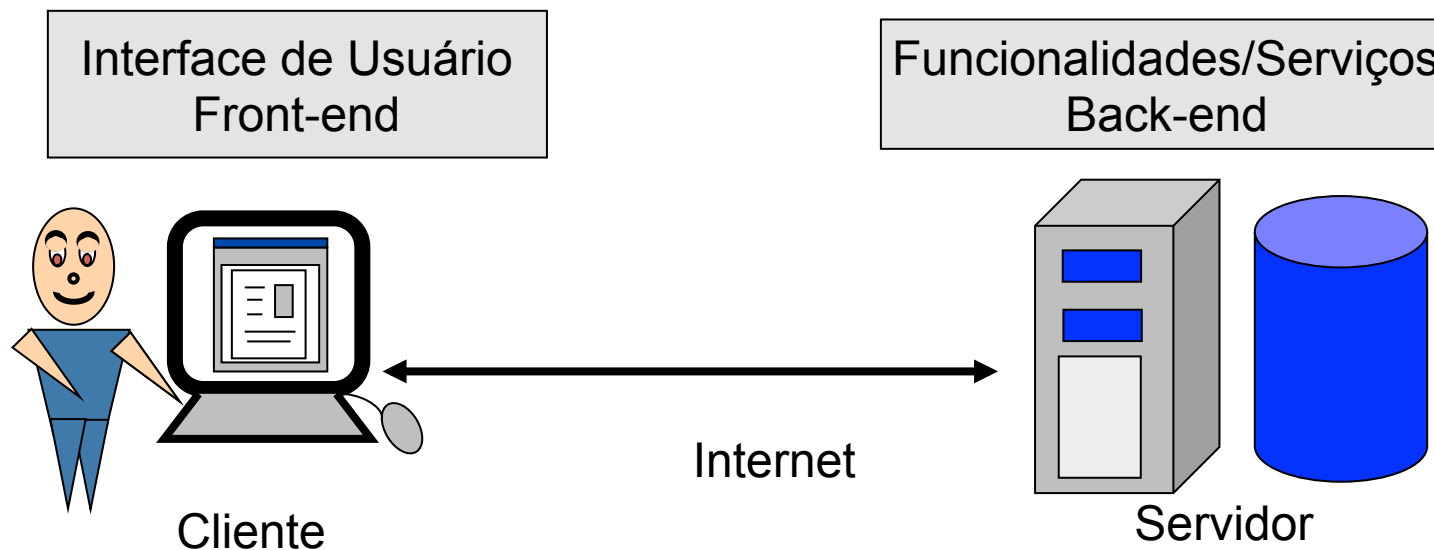 Interface de Usuário
Front-end
Funcionalidades/Serviços
Back-end
Internet
Cliente
Servidor